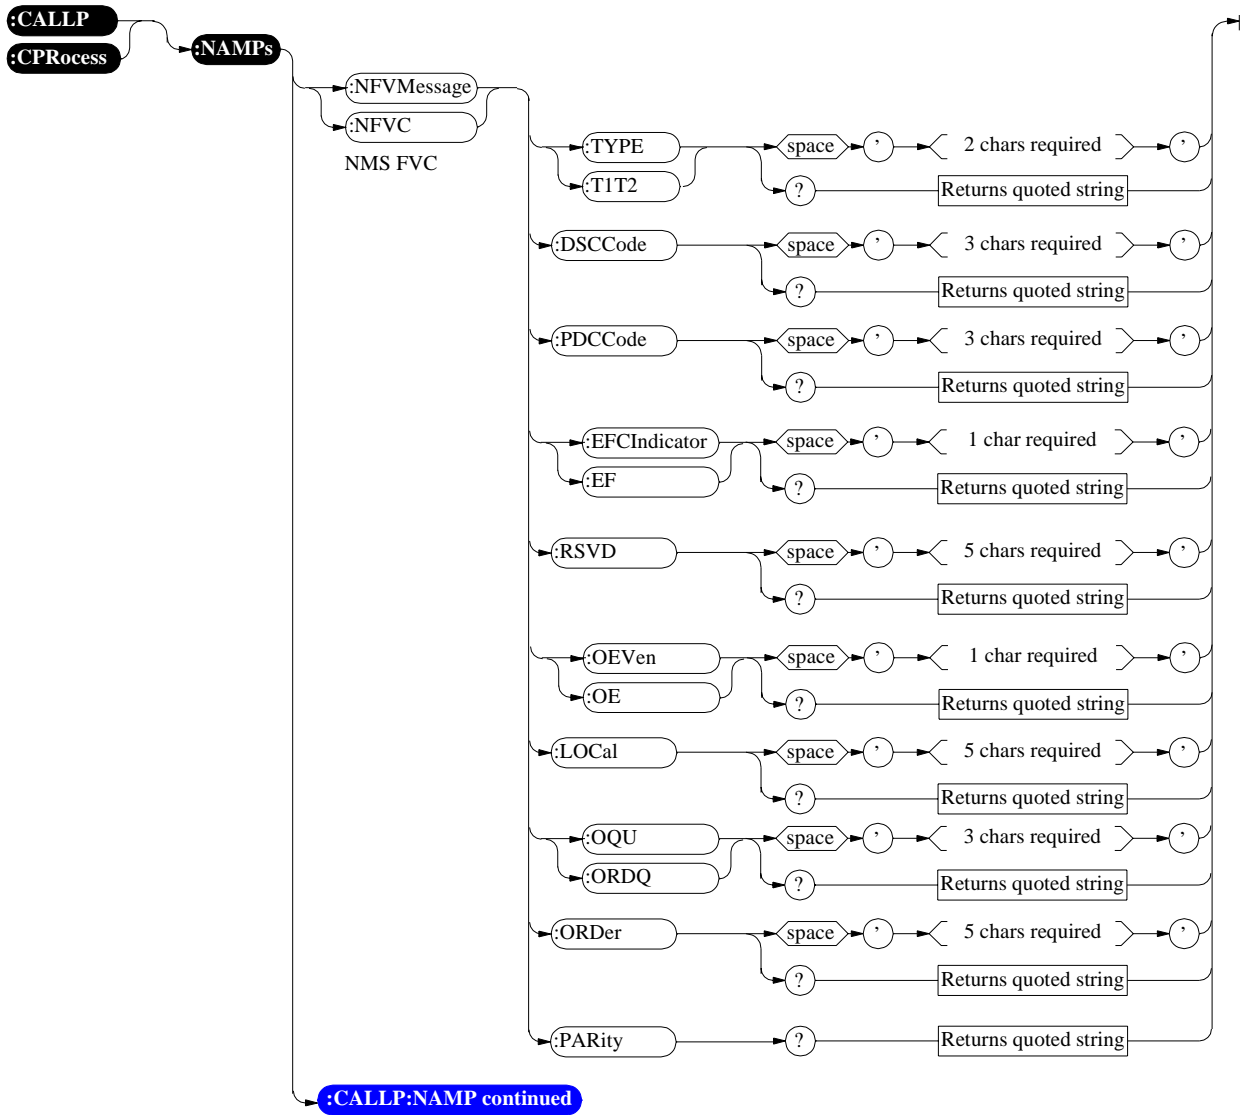 :CALLP
:CPRocess
:NAMPs
:NFVMessage
:NFVC
NMS FVC
:TYPE space ’ 2 chars required ’
:T1T2 ? Returns quoted string
:DSCCode space ’ 3 chars required ’
? Returns quoted string
:PDCCode space ’ 3 chars required ’
? Returns quoted string
:EFCIndicator space ’ 1 char required ’
:EF ? Returns quoted string
:RSVD space ’ 5 chars required ’
? Returns quoted string
:OEVen space ’ 1 char required ’
:OE ? Returns quoted string
:LOCal space ’ 5 chars required ’
? Returns quoted string
:OQU space ’ 3 chars required ’
:ORDQ ? Returns quoted string
:ORDer space ’ 5 chars required ’
? Returns quoted string
:PARity ? Returns quoted string
:CALLP:NAMP continued